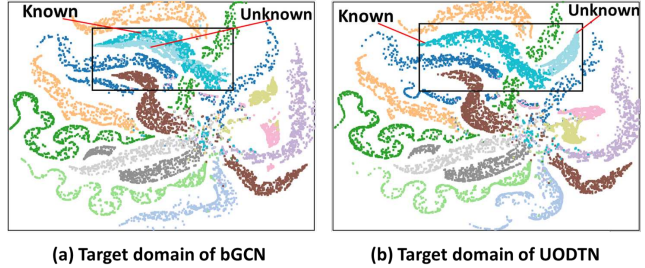 Known
Unknown
Known
Unknown
(a) Target domain of bGCN
(b) Target domain of UODTN